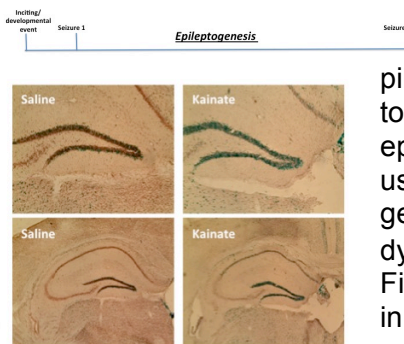 Inciting/
developmental
event
Seizure 1
Epileptogenesis
Seizure
Saline
Kainate
Saline
Kainate
pi
to
ep
us
ge
dy
Fi
in